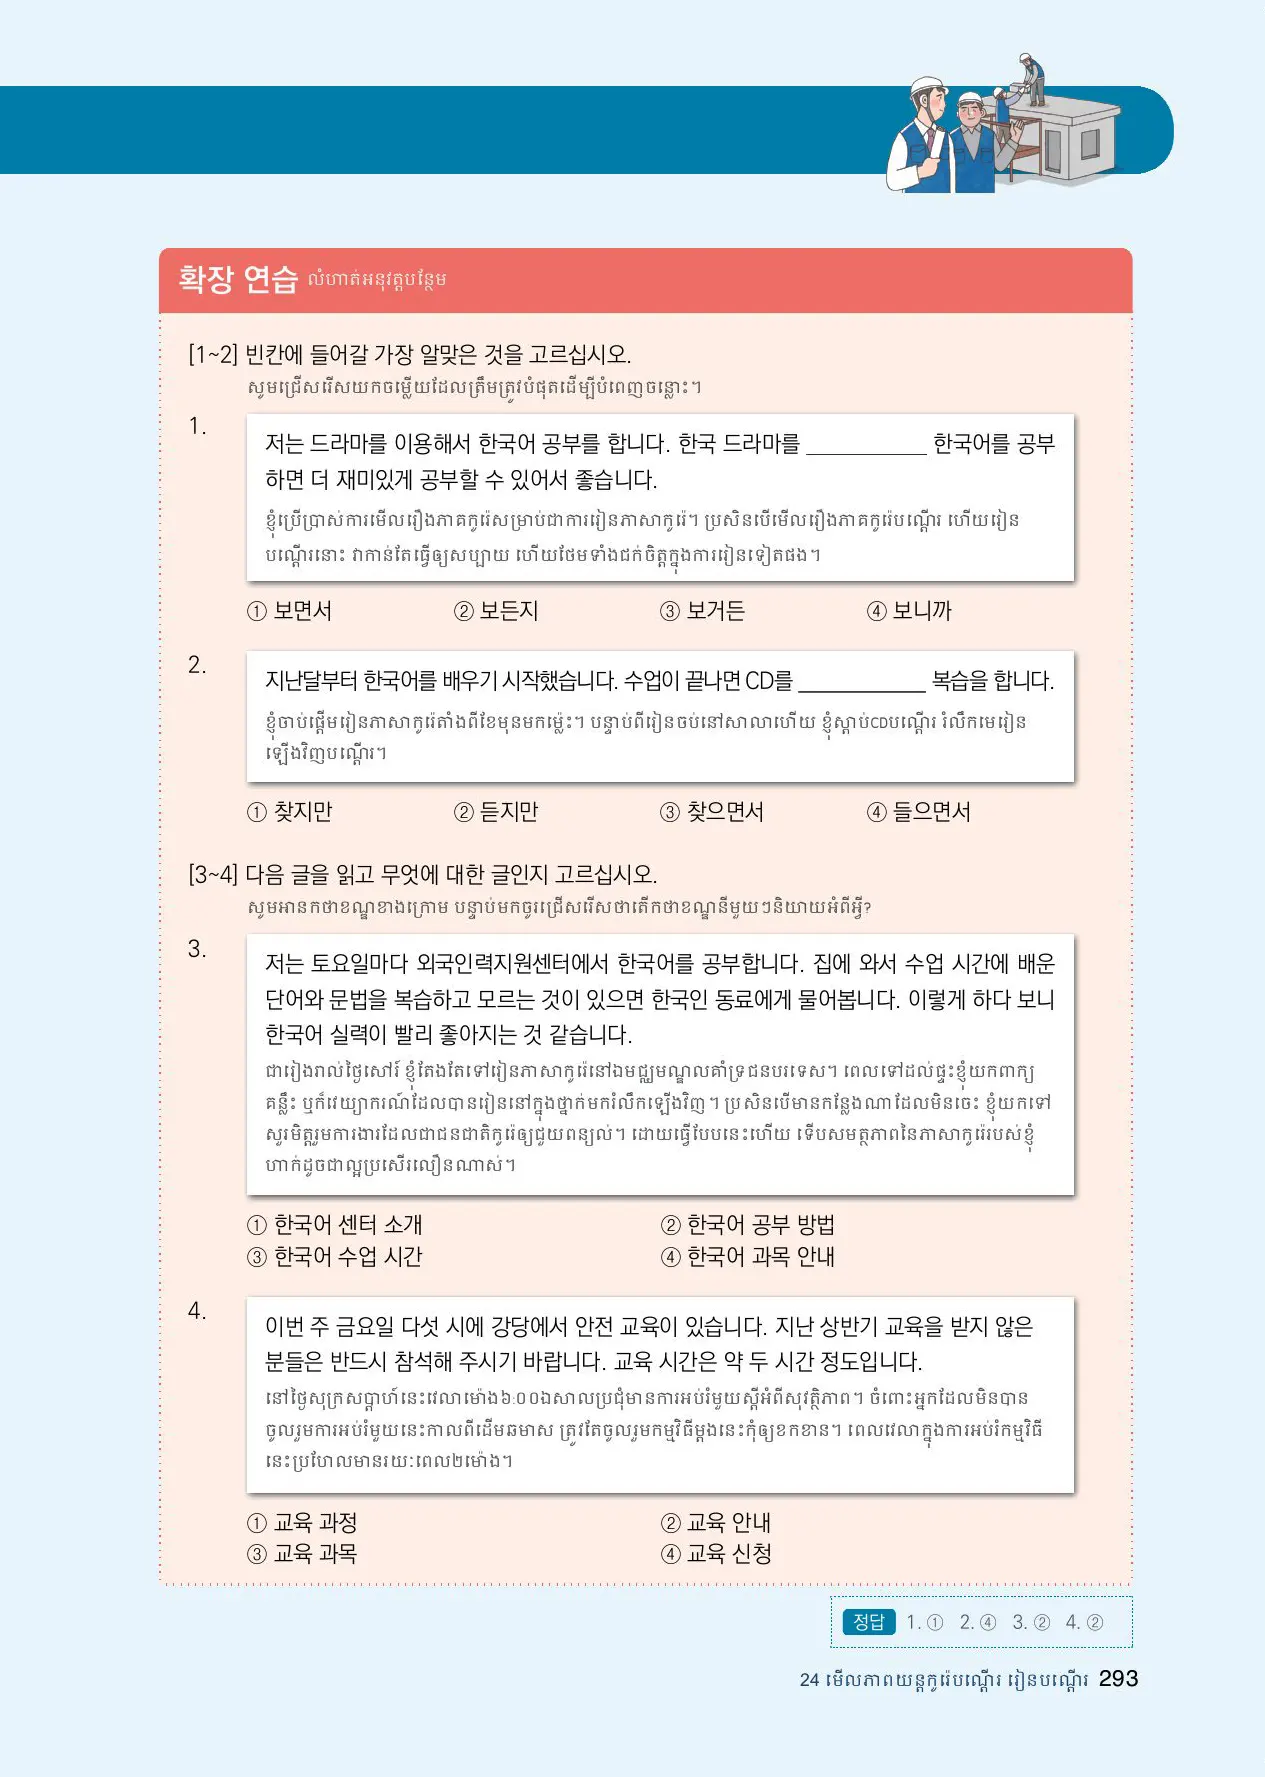 확장 연습 លំហាត់អនុវត្តបន្ថែម
[1~2] 빈칸에 들어갈 가장 알맞은 것을 고르십시오.
សូមជ្រើសរើសយកចម្លើយដែលត្រឹមត្រូវបំផុតដើម្បីបំពេញចន្លោះ។
1.
저는 드라마를 이용해서 한국어 공부를 합니다. 한국 드라마를 __________ 한국어를 공부
하면 더 재미있게 공부할 수 있어서 좋습니다.
ខ្ញុំប្រើប្រាស់ការមើលរឿងភាគកូរ៉េសម្រាប់ជាការរៀនភាសាកូរ៉េ។ ប្រសិនបើមើលរឿងភាគកូរ៉េបណ្តើរ ហើយរៀន
បណ្តើរនោះ វាកាន់តែធ្វើឲ្យសប្បាយ ហើយថែមទាំងជក់ចិត្តក្នុងការរៀនទៀតផង។
① 보면서 ② 보든지 ③ 보거든 ④ 보니까
2.
지난달부터 한국어를 배우기 시작했습니다. 수업이 끝나면 CD를 __________ 복습을 합니다.
ខ្ញុំចាប់ផ្តើមរៀនភាសាកូរ៉េតាំងពីខែមុនមកម៉្លេះ។ បន្ទាប់ពីរៀនចប់នៅសាលាហើយ ខ្ញុំស្តាប់CDបណ្តើរ រំលឹកមេរៀន
ឡើងវិញបណ្តើរ។
① 찾지만 ② 듣지만 ③ 찾으면서 ④ 들으면서
[3~4] 다음 글을 읽고 무엇에 대한 글인지 고르십시오.
សូមអានកថាខណ្ឌខាងក្រោម បន្ទាប់មកចូរជ្រើសរើសថាតើកថាខណ្ឌនីមួយៗនិយាយអំពីអ្វី?
3.
저는 토요일마다 외국인력지원센터에서 한국어를 공부합니다. 집에 와서 수업 시간에 배운
단어와 문법을 복습하고 모르는 것이 있으면 한국인 동료에게 물어봅니다. 이렇게 하다 보니
한국어 실력이 빨리 좋아지는 것 같습니다.
ជារៀងរាល់ថ្ងៃសៅរ៍ ខ្ញុំតែងតែទៅរៀនភាសាកូរ៉េនៅឯមជ្ឈមណ្ឌលគាំទ្រជនបរទេស។ ពេលទៅដល់ផ្ទះខ្ញុំយកពាក្យ
គន្លឹះ ឬក៏វេយ្យាករណ៍ដែលបានរៀននៅក្នុងថ្នាក់មករំលឹកឡើងវិញ។ ប្រសិនបើមានកន្លែងណាដែលមិនចេះ ខ្ញុំយកទៅ
សួរមិត្តរួមការងារដែលជាជនជាតិកូរ៉េឲ្យជួយពន្យល់។ ដោយធ្វើបែបនេះហើយ ទើបសមត្ថភាពនៃភាសាកូរ៉េរបស់ខ្ញុំ
ហាក់ដូចជាល្អប្រសើរលឿនណាស់។
① 한국어 센터 소개 ② 한국어 공부 방법
③ 한국어 수업 시간 ④ 한국어 과목 안내
4.
이번 주 금요일 다섯 시에 강당에서 안전 교육이 있습니다. 지난 상반기 교육을 받지 않은
분들은 반드시 참석해 주시기 바랍니다. 교육 시간은 약 두 시간 정도입니다.
នៅថ្ងៃសុក្រសប្តាហ៍នេះវេលាម៉ោង៦:០០ឯសាលប្រជុំមានការអប់រំមួយស្តីអំពីសុវត្ថិភាព។ ចំពោះអ្នកដែលមិនបាន
ចូលរួមការអប់រំមួយនេះកាលពីដើមឆមាស ត្រូវតែចូលរួមកម្មវិធីម្តងនេះកុំឲ្យខកខាន។ ពេលវេលាក្នុងការអប់រំកម្មវិធី
នេះប្រហែលមានរយៈពេល២ម៉ោង។
① 교육 과정 ② 교육 안내
③ 교육 과목 ④ 교육 신청
정답 1. ① 2. ④ 3. ② 4. ②
24 មើលភាពយន្តកូរ៉េបណ្តើរ រៀនបណ្តើរ 293